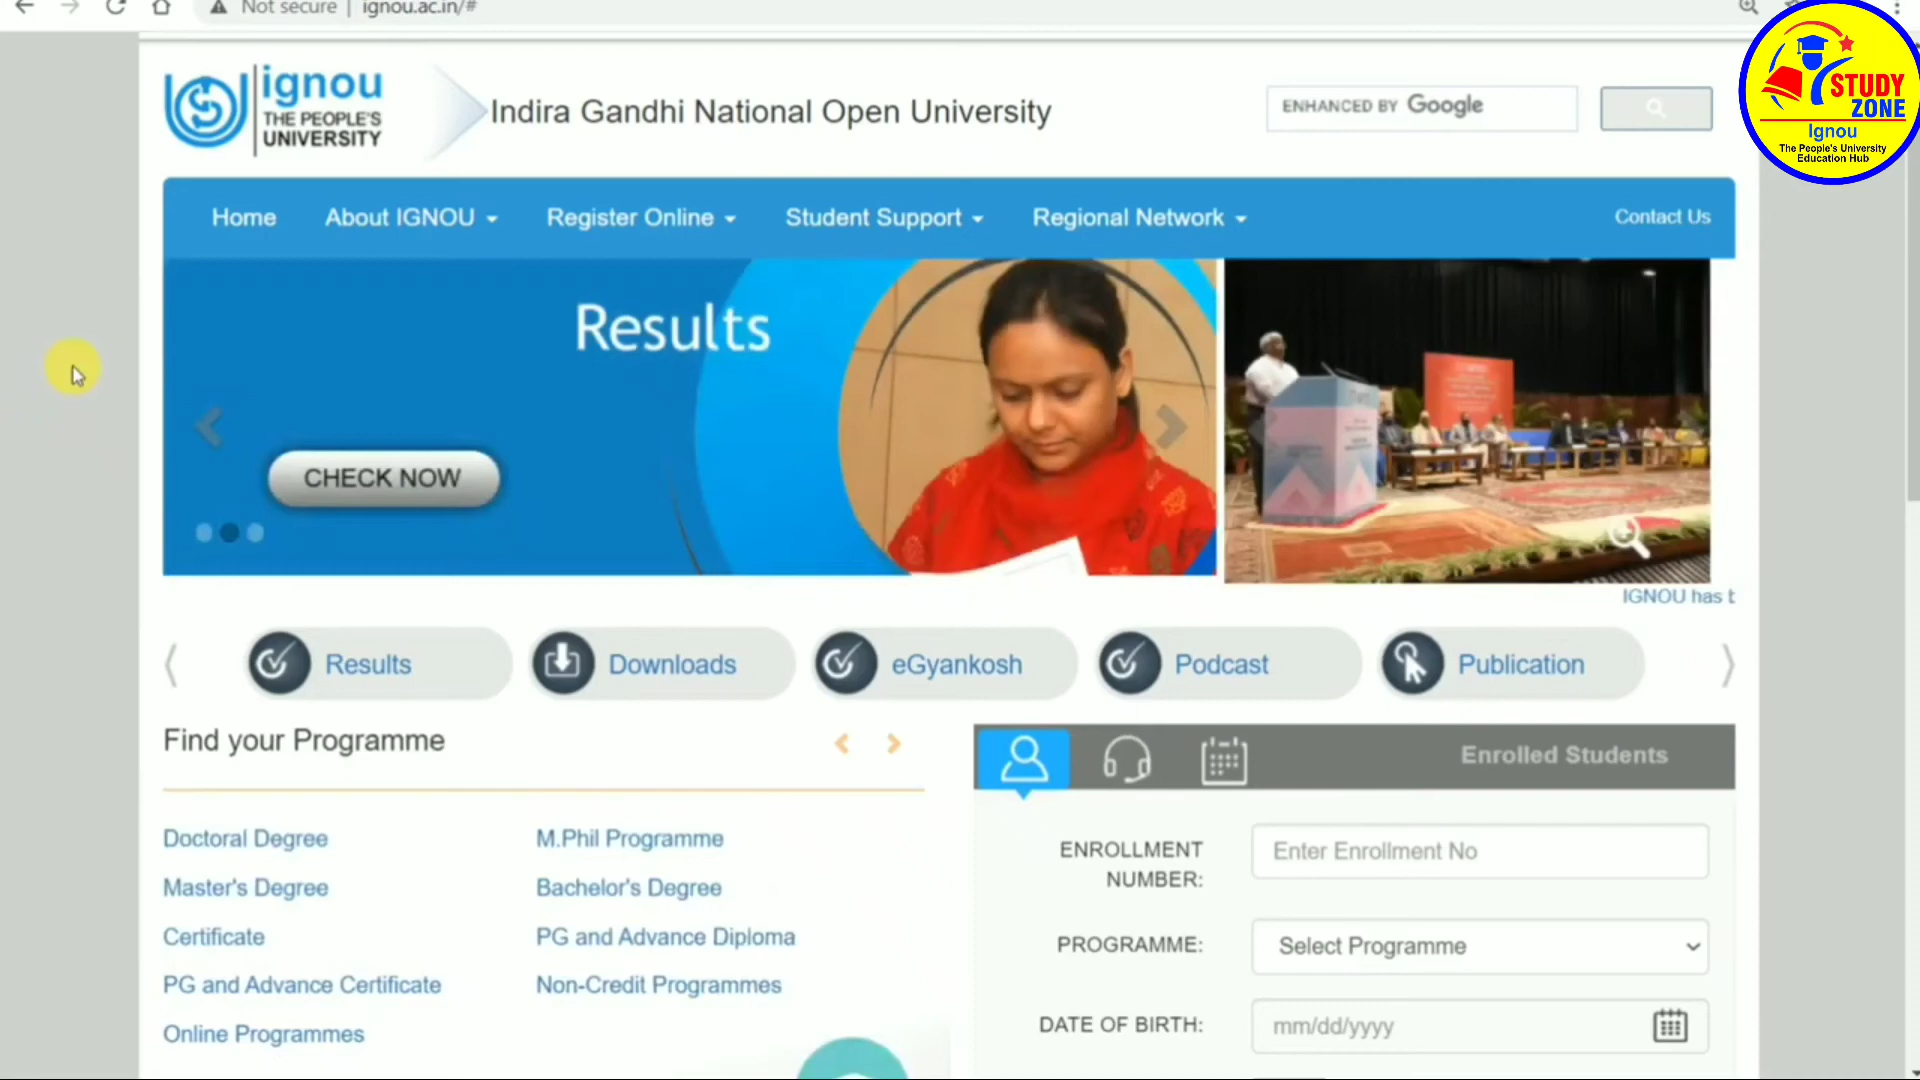 Not secure | ignou.ac.in/#
STUDY
ZONE
Ignou
The People's University
Education Hub
ignou
THE PEOPLE'S
UNIVERSITY
Indira Gandhi National Open University
ENHANCED BY Google
Home About IGNOU Register Online Student Support Regional Network Contact Us
Results
CHECK NOW
IGNOU has t
Results Downloads eGyankosh Podcast Publication
Find your Programme
Enrolled Students
Doctoral Degree M.Phil Programme
Master's Degree Bachelor's Degree
Certificate PG and Advance Diploma
PG and Advance Certificate Non-Credit Programmes
Online Programmes
ENROLLMENT
NUMBER:
Enter Enrollment No
PROGRAMME: Select Programme
DATE OF BIRTH: mm/dd/yyyy